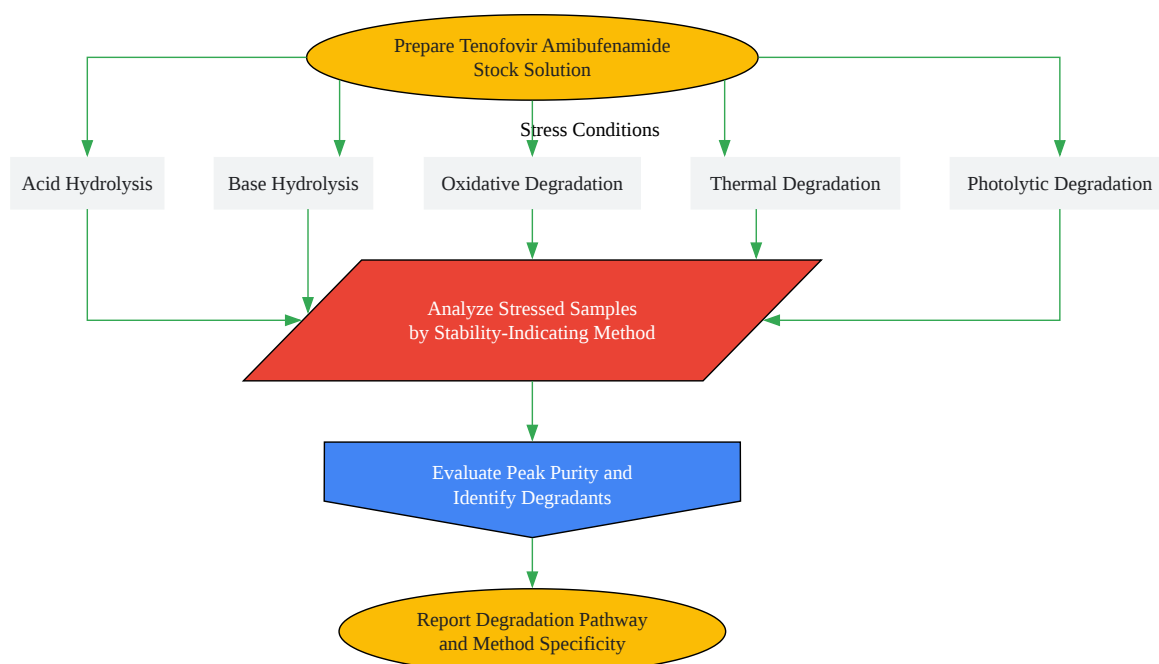 Prepare Tenofovir Amibufenamide
Stock Solution
Stress Conditions
Acid Hydrolysis
Base Hydrolysis
Oxidative Degradation
Thermal Degradation
Photolytic Degradation
Analyze Stressed Samples
by Stability-Indicating Method
Evaluate Peak Purity and
Identify Degradants
Report Degradation Pathway
and Method Specificity